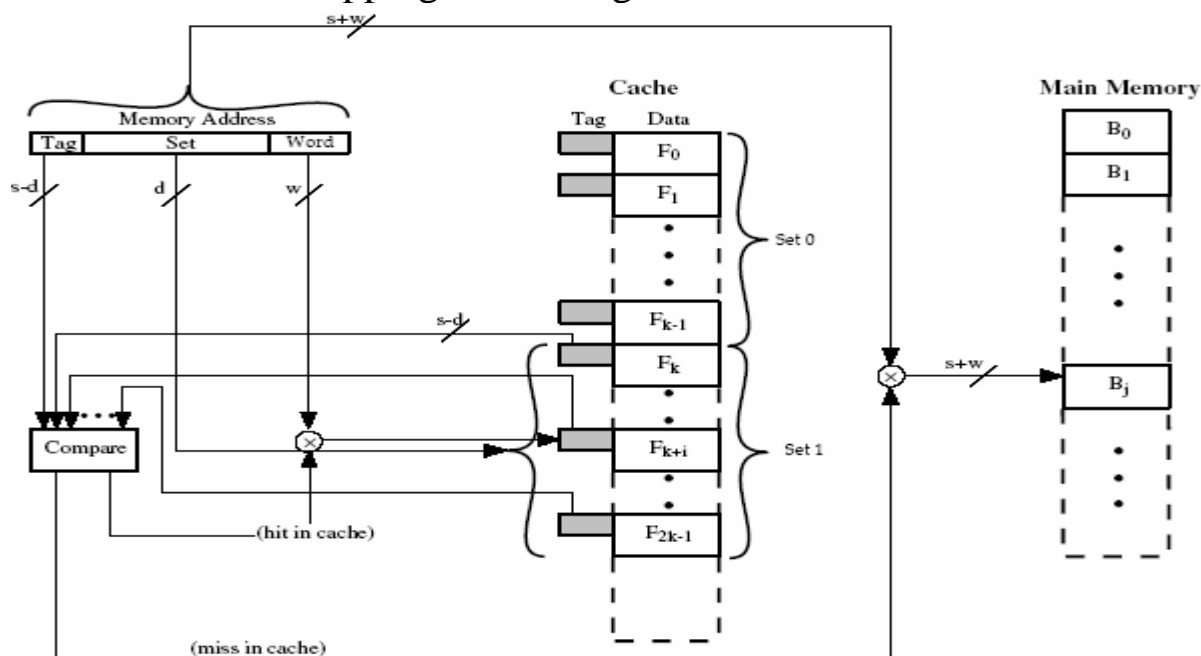 s+w
Cache
Main Memory
Memory Address
Tag Data
Tag Set Word
F0
B0
F1
B1
s-d d w
Set 0
s-d
Fk-1
Fk
s+w
Bj
Compare
Fk+i
Set 1
(hit in cache)
F2k-1
(miss in cache)